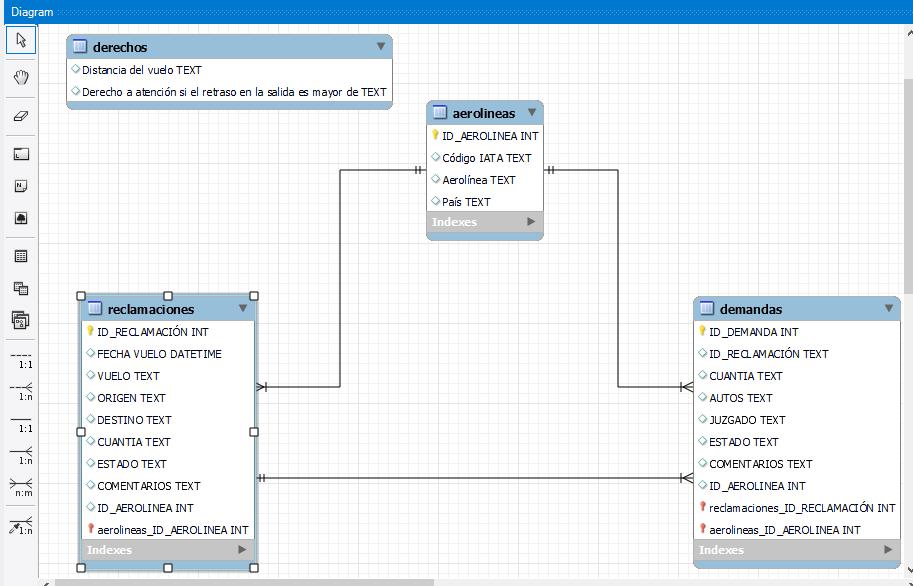 Diagram
derechos
Distancia del vuelo TEXT
Derecho a atención si el retraso en la salida es mayor de TEXT
aerolineas
ID_AEROLINEA INT
Código IATA TEXT
Aerolínea TEXT
País TEXT
Indexes
reclamaciones
ID_RECLAMACIÓN INT
FECHA VUELO DATETIME
VUELO TEXT
ORIGEN TEXT
DESTINO TEXT
CUANTIA TEXT
ESTADO TEXT
COMENTARIOS TEXT
ID_AEROLINEA INT
aerolineas_ID_AEROLINEA INT
Indexes
demandas
ID_DEMANDA INT
ID_RECLAMACIÓN TEXT
CUANTIA TEXT
AUTOS TEXT
JUZGADO TEXT
ESTADO TEXT
COMENTARIOS TEXT
ID_AEROLINEA INT
reclamaciones_ID_RECLAMACIÓN INT
aerolineas_ID_AEROLINEA INT
Indexes
N
1:1
1:n
1:1
1:n
n:m
1:n